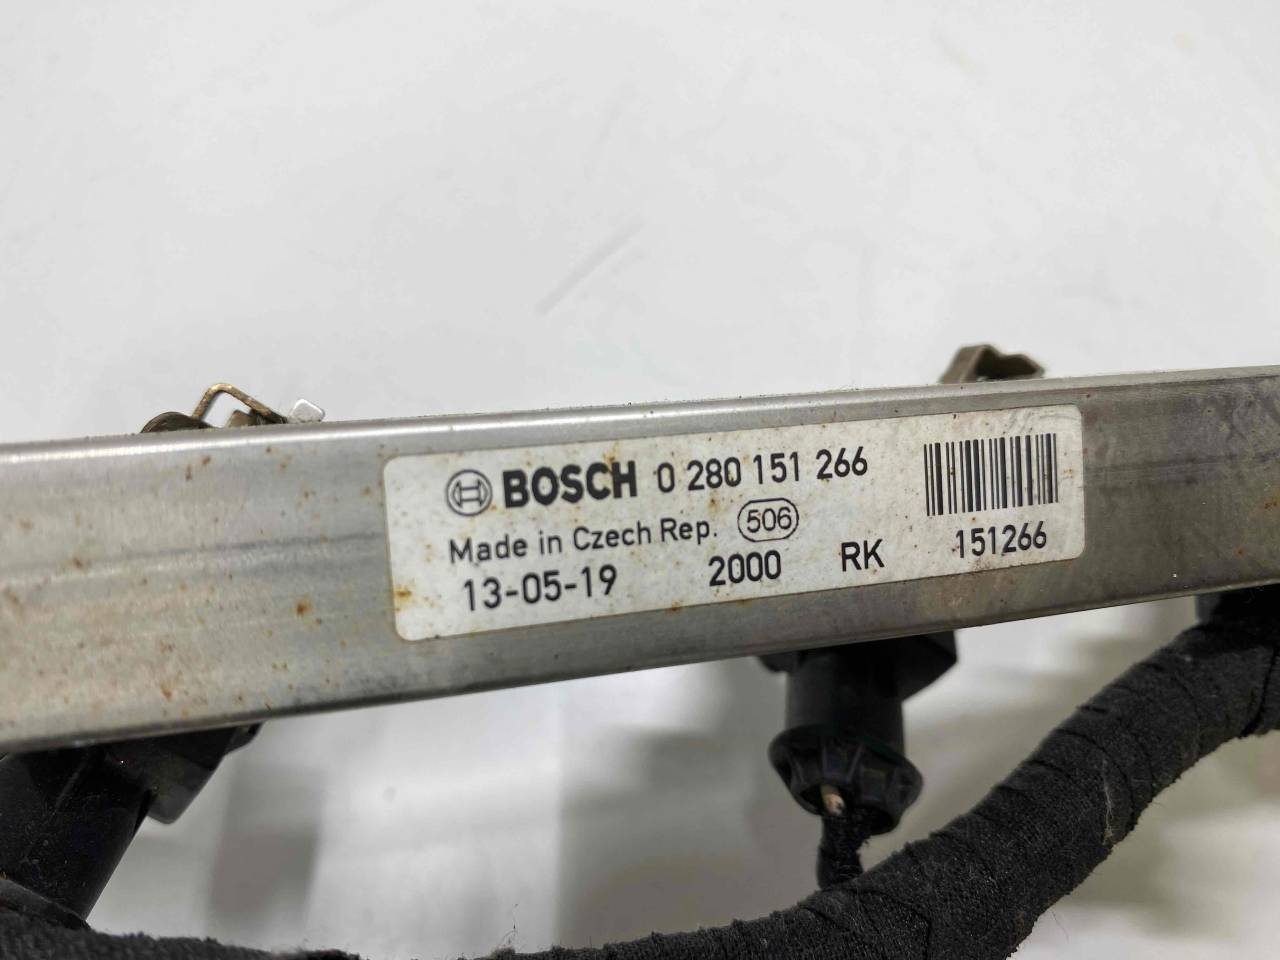 BOSCH 0 280 151 266
Made in Czech Rep. 506
13-05-19 2000 RK 151266